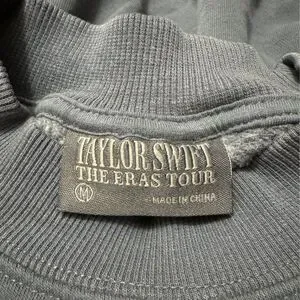 TAYLOR SWIFT
THE ERAS TOUR
M
MADE IN CHINA